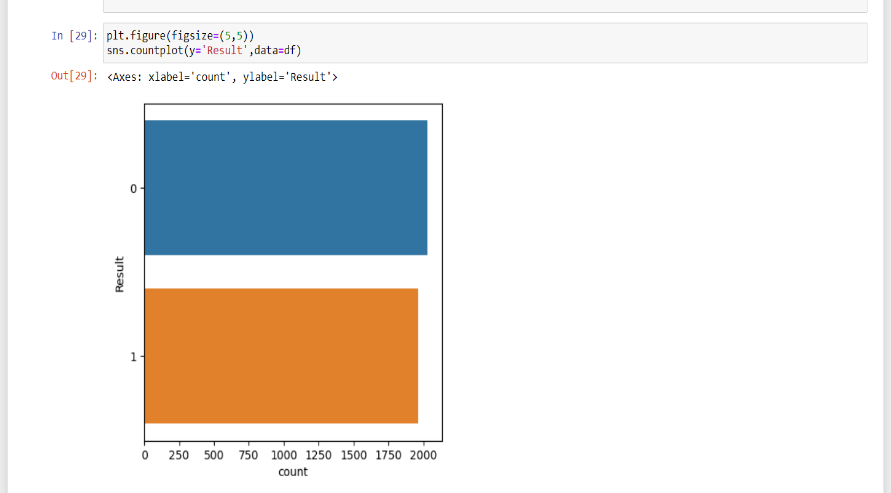 In [29]: plt.figure(figsize=(5,5))
sns.countplot(y='Result',data=df)
Out[29]: <Axes: xlabel='count', ylabel='Result'>
0
Result
1
0 250 500 750 1000 1250 1500 1750 2000
count